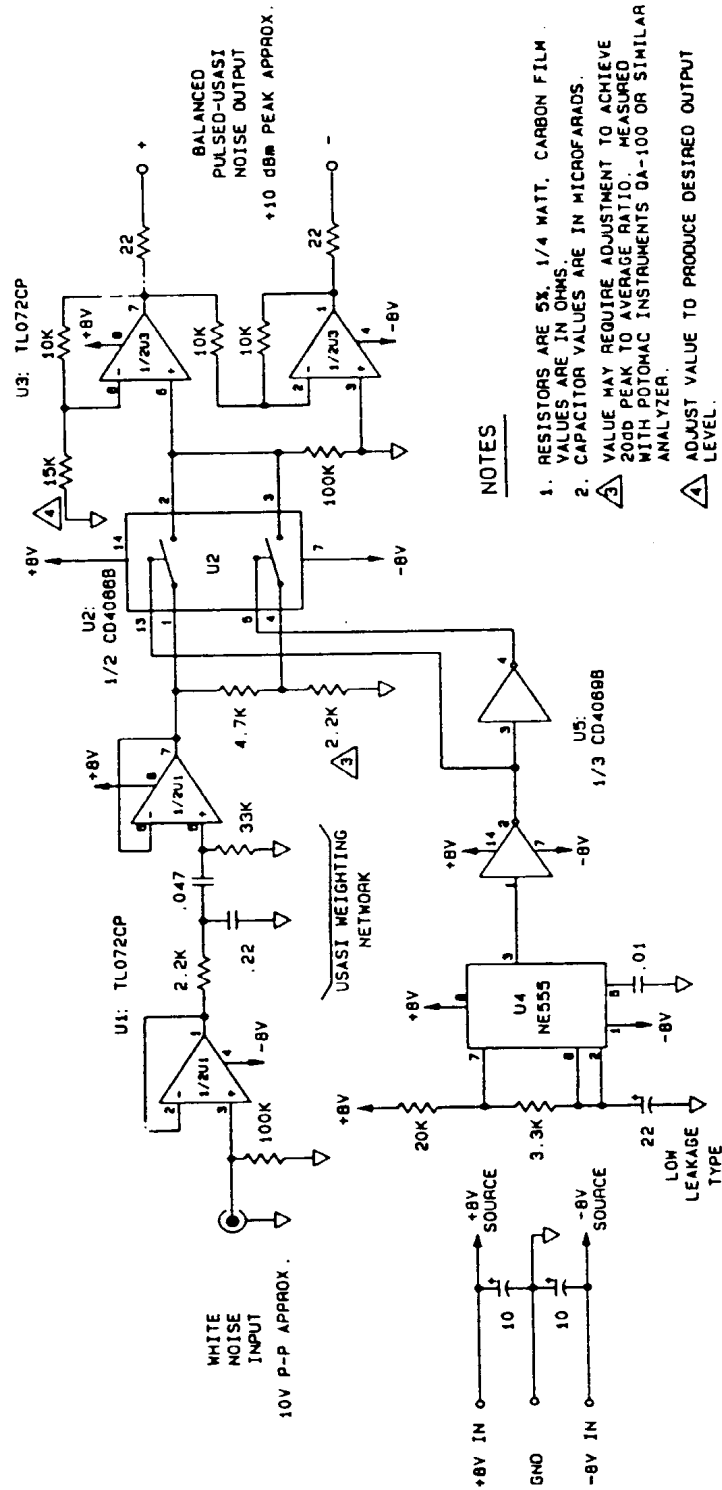 WHITE
NOISE
INPUT
10V P-P APPROX.
100K
3
2
+
-
1/2U1
1
4
-8V
U1: TL072CP
2.2K
.22
.047
33K
USASI WEIGHTING
NETWORK
+8V
8
6
5
-
+
1/2U1
7
4.7K
2.2K
3
U2:
1/2 CD4066B
+8V
14
13
1
2
U2
5
4
3
7
-8V
100K
4
15K
U3: TL072CP
10K
+8V
8
6
5
-
+
1/2U3
7
22
+
10K
10K
2
3
-
+
1/2U3
1
4
-8V
22
-
BALANCED
PULSED-USASI
NOISE OUTPUT
+10 dBm PEAK APPROX.
+8V IN
GND
-8V IN
10
10
+
+
+8V
SOURCE
-8V
SOURCE
+8V
20K
3.3K
22
+
LOW
LEAKAGE
TYPE
7
6
2
+8V
8
U4
NE555
3
1
5
-8V
.01
1
+8V
14
2
7
-8V
3
4
U5:
1/3 CD4069B
NOTES
1. RESISTORS ARE 5%, 1/4 WATT, CARBON FILM
VALUES ARE IN OHMS.
2. CAPACITOR VALUES ARE IN MICROFARADS.
3 VALUE MAY REQUIRE ADJUSTMENT TO ACHIEVE
20dB PEAK TO AVERAGE RATIO. MEASURED
WITH POTOMAC INSTRUMENTS QA-100 OR SIMILAR
ANALYZER.
4 ADJUST VALUE TO PRODUCE DESIRED OUTPUT
LEVEL.